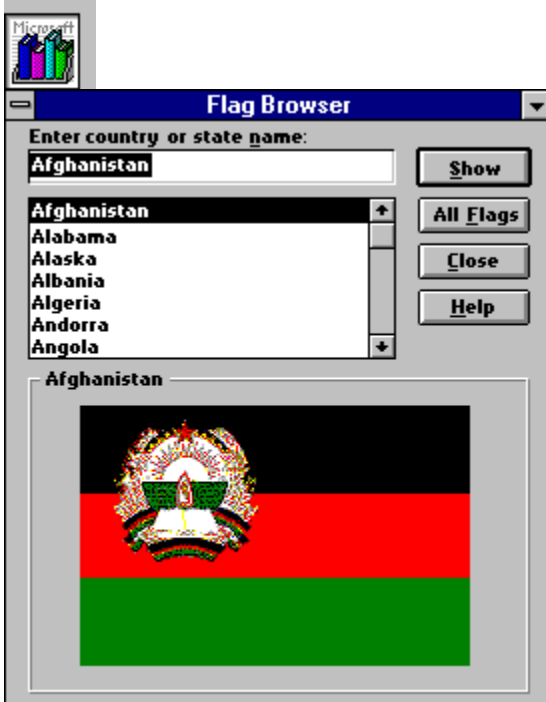 Microsoft
Flag Browser
Enter country or state name:
Afghanistan
Show
Afghanistan
All Flags
Alabama
Alaska
Close
Albania
Algeria
Help
Andorra
Angola
Afghanistan